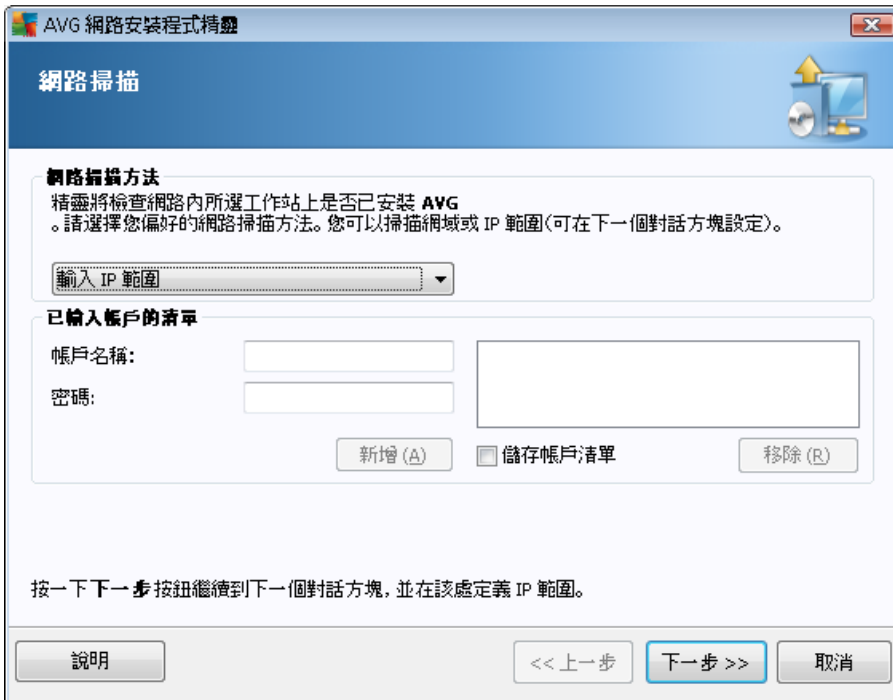 AVG 網路安裝程式精靈
網路掃描
網路掃描方法
精靈將檢查網路內所選工作站上是否已安裝 AVG
。請選擇您偏好的網路掃描方法。您可以掃描網域或 IP 範圍(可在下一個對話方塊設定)。
輸入 IP 範圍
已輸入帳戶的清單
帳戶名稱:
密碼:
新增 (A)
儲存帳戶清單
移除 (R)
按一下下一步按鈕繼續到下一個對話方塊, 並在該處定義 IP 範圍。
說明
<< 上一步
下一步 >>
取消